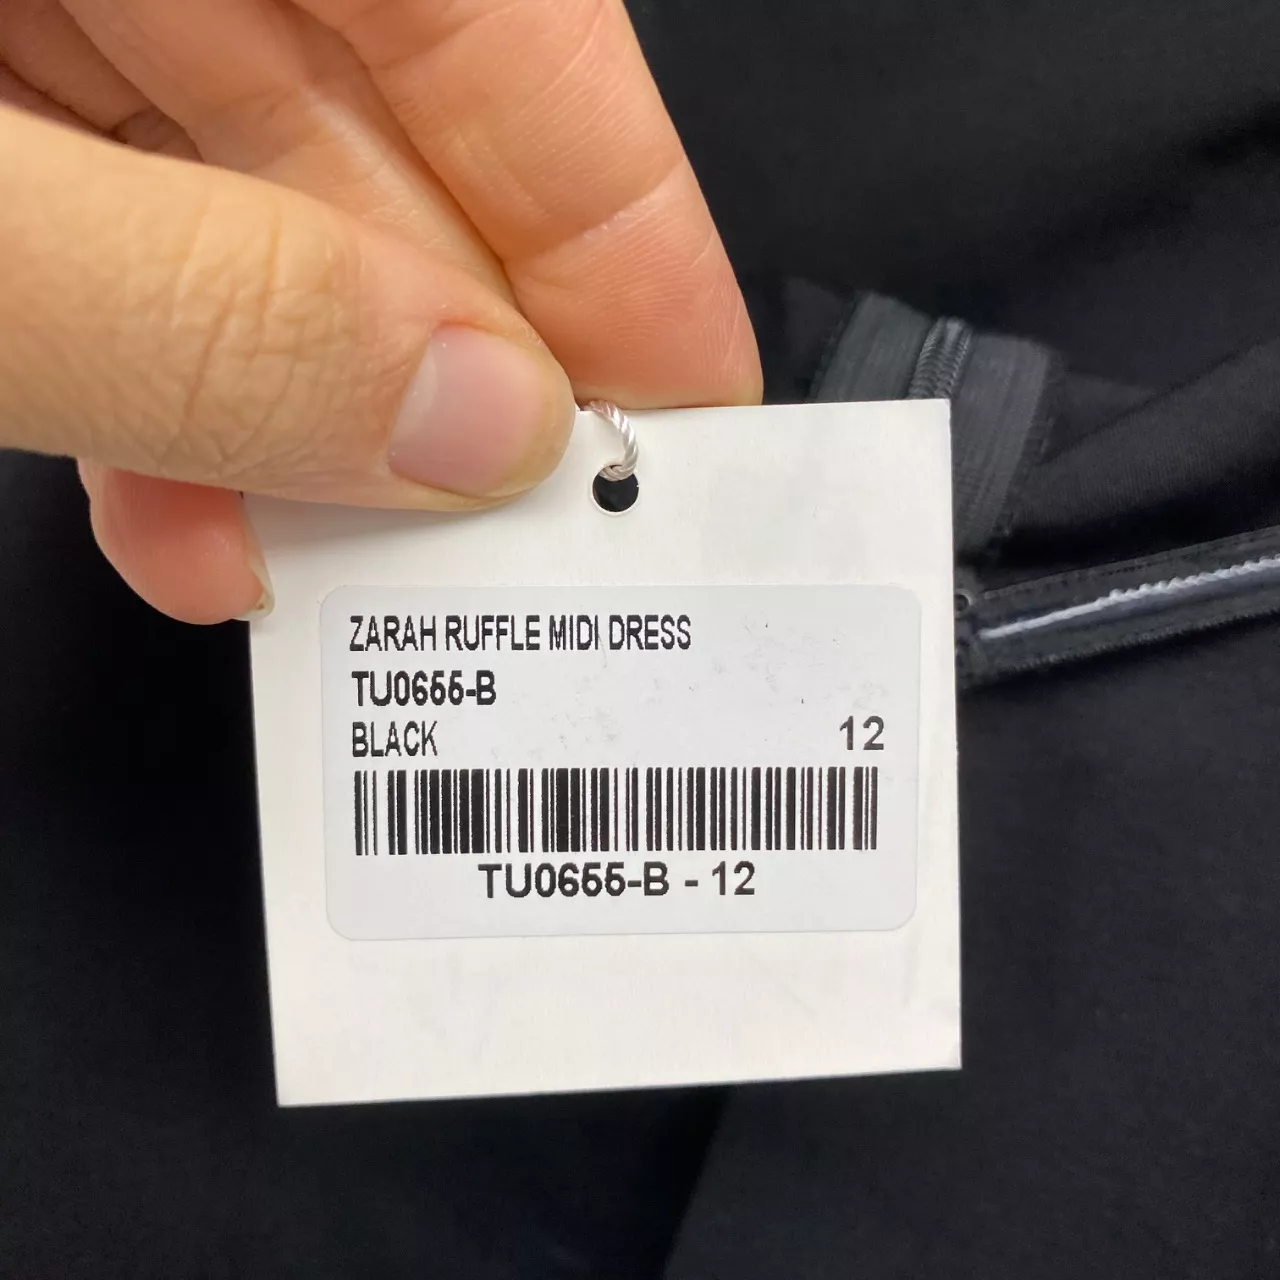 ZARAH RUFFLE MIDI DRESS
TU0655-B
BLACK 12
TU0655-B - 12